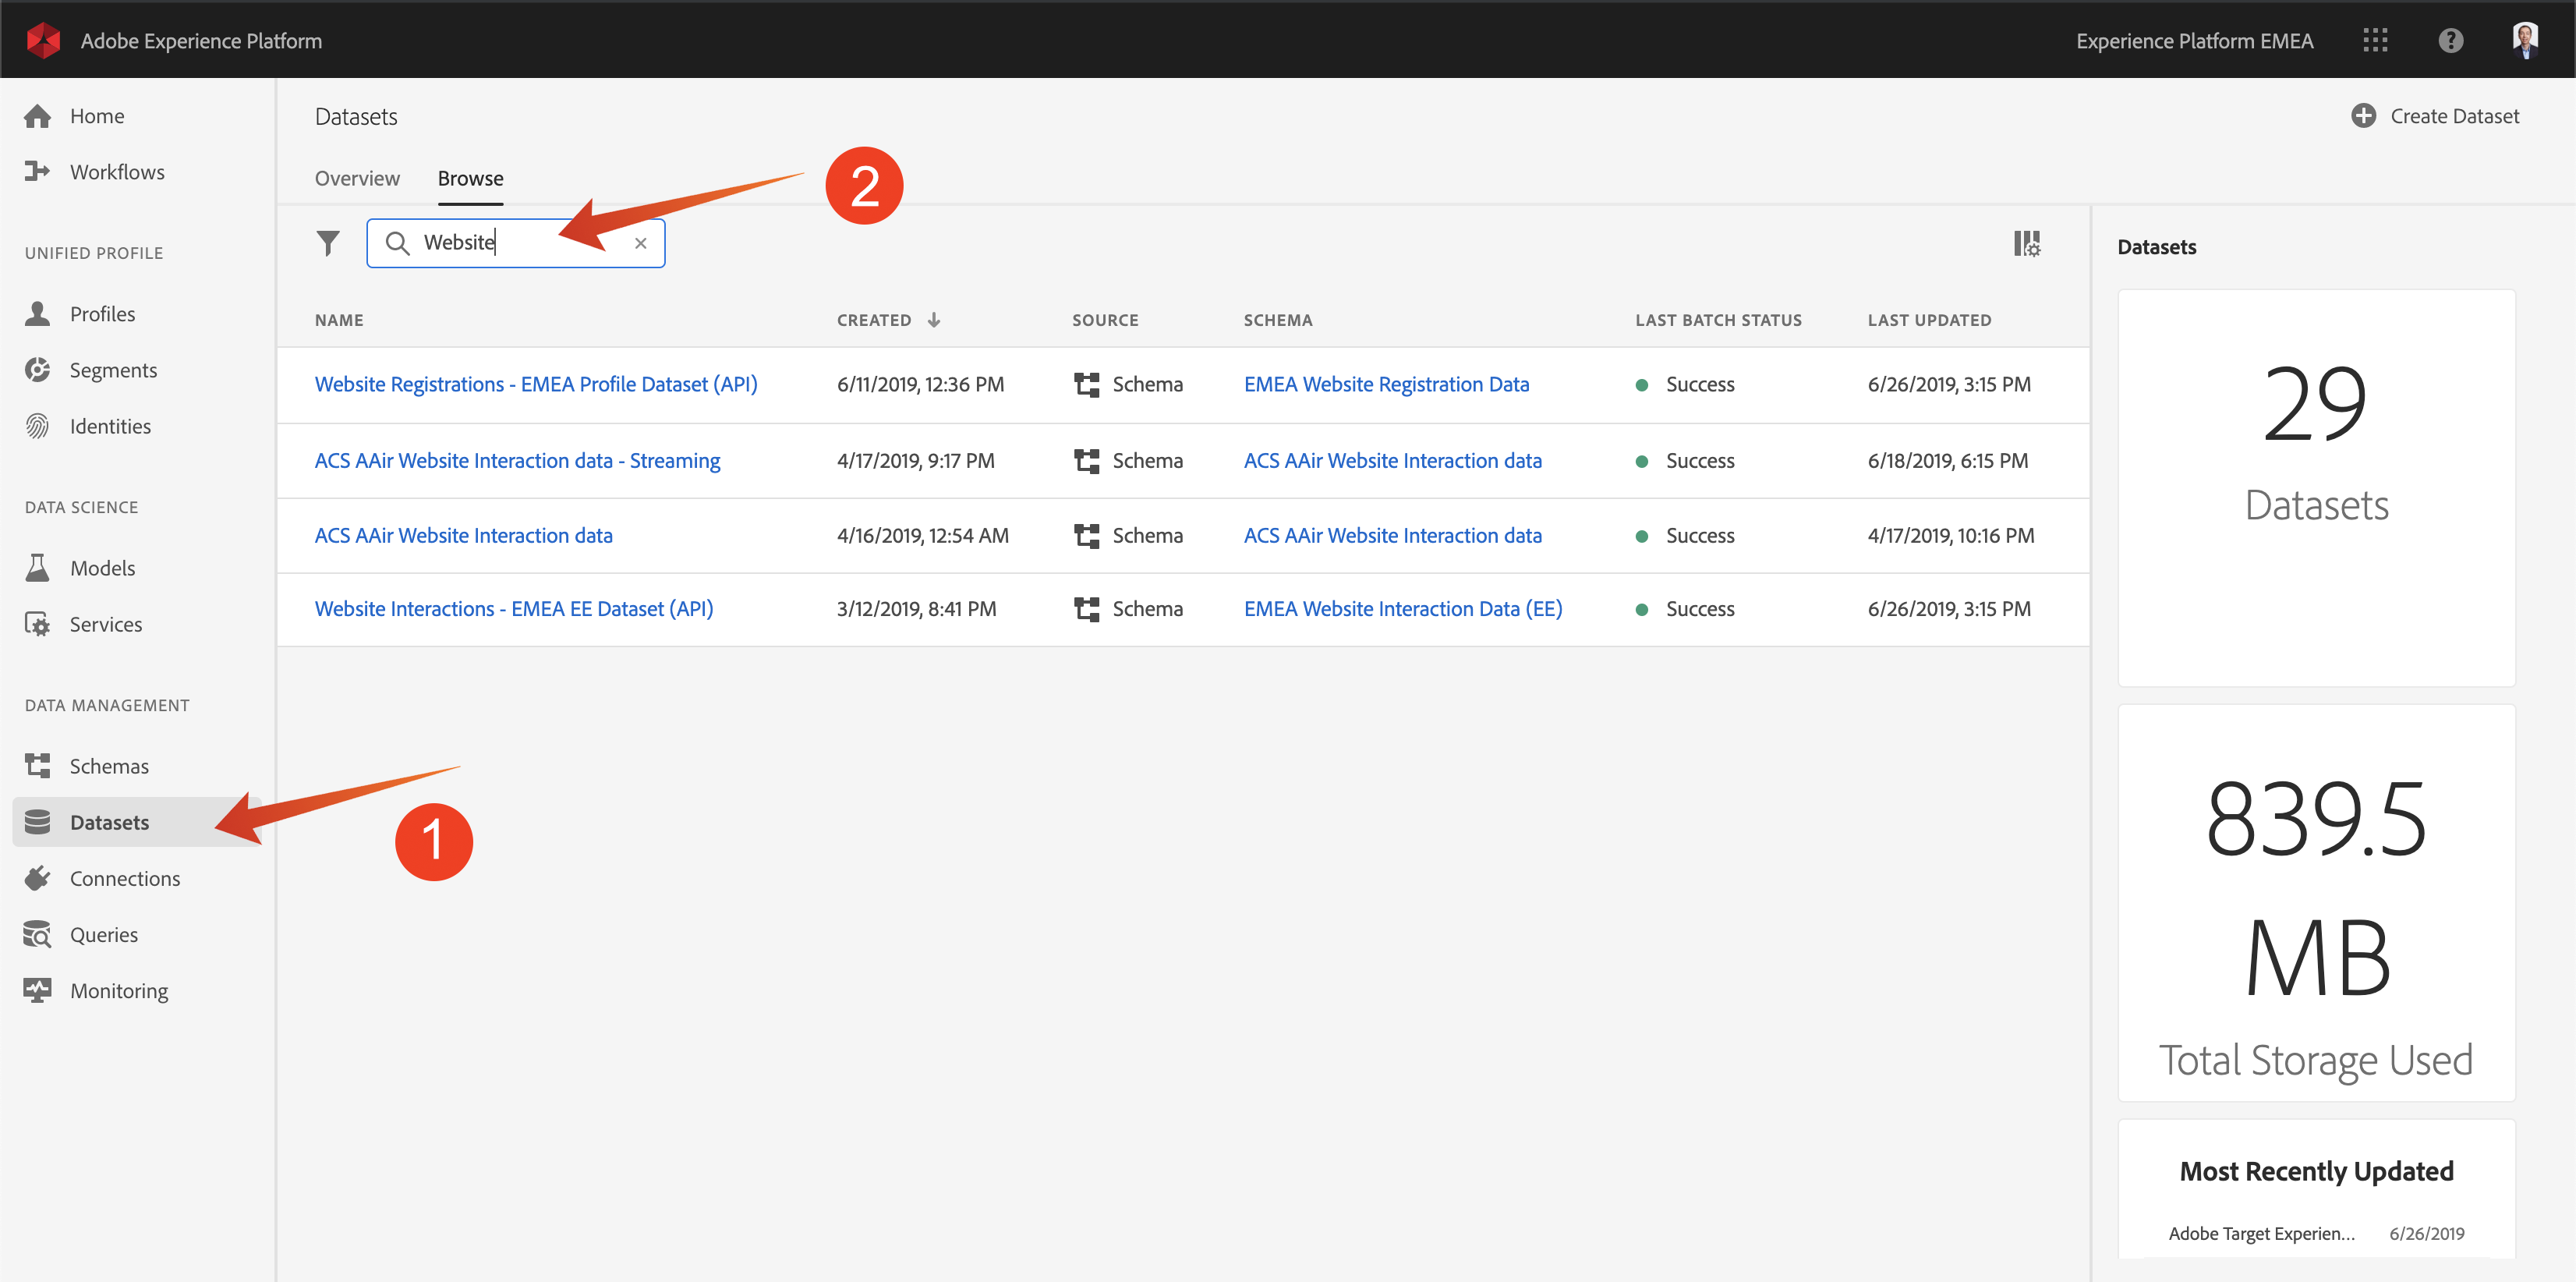 Adobe Experience Platform
Experience Platform EMEA
?
Home
Workflows
UNIFIED PROFILE
Profiles
Segments
Identities
DATA SCIENCE
Models
Services
DATA MANAGEMENT
Schemas
Datasets
Connections
Queries
Monitoring
1
Datasets
Create Dataset
Overview Browse
2
Website ×
NAME CREATED ↓ SOURCE SCHEMA LAST BATCH STATUS LAST UPDATED
Website Registrations - EMEA Profile Dataset (API) 6/11/2019, 12:36 PM Schema EMEA Website Registration Data Success 6/26/2019, 3:15 PM
ACS AAir Website Interaction data - Streaming 4/17/2019, 9:17 PM Schema ACS AAir Website Interaction data Success 6/18/2019, 6:15 PM
ACS AAir Website Interaction data 4/16/2019, 12:54 AM Schema ACS AAir Website Interaction data Success 4/17/2019, 10:16 PM
Website Interactions - EMEA EE Dataset (API) 3/12/2019, 8:41 PM Schema EMEA Website Interaction Data (EE) Success 6/26/2019, 3:15 PM
Datasets
29
Datasets
839.5
MB
Total Storage Used
Most Recently Updated
Adobe Target Experien... 6/26/2019